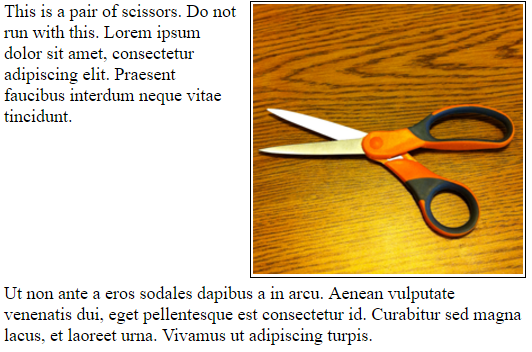 This is a pair of scissors. Do not
run with this. Lorem ipsum
dolor sit amet, consectetur
adipiscing elit. Praesent
faucibus interdum neque vitae
tincidunt.
Ut non ante a eros sodales dapibus a in arcu. Aenean vulputate
venenatis dui, eget pellentesque est consectetur id. Curabitur sed magna
lacus, et laoreet urna. Vivamus ut adipiscing turpis.